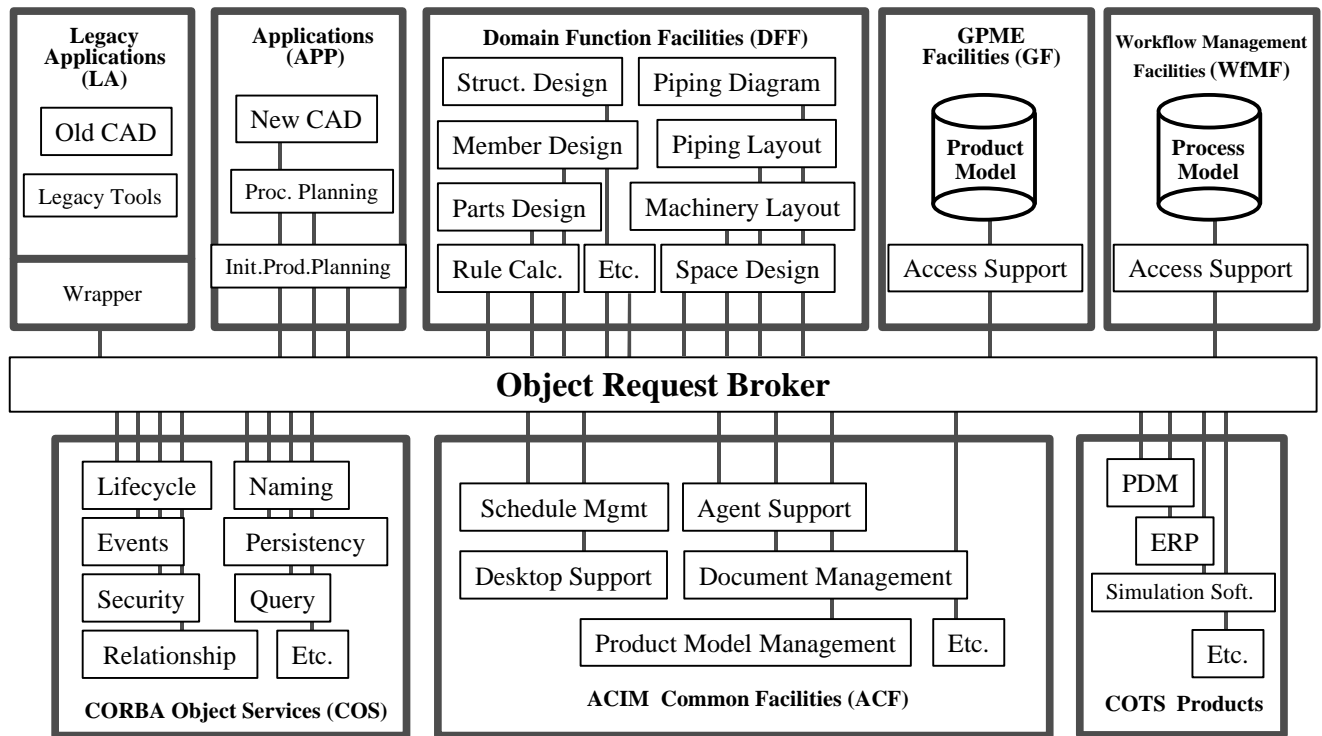 Legacy
Applications
(LA)
Old CAD
Legacy Tools
Wrapper
Applications
(APP)
New CAD
Proc. Planning
Init.Prod.Planning
Domain Function Facilities (DFF)
Struct. Design
Piping Diagram
Member Design
Piping Layout
Parts Design
Machinery Layout
Rule Calc.
Etc.
Space Design
GPME
Facilities (GF)
Product
Model
Access Support
Workflow Management
Facilities (WfMF)
Process
Model
Access Support
Object Request Broker
Lifecycle
Naming
Events
Persistency
Security
Query
Relationship
Etc.
CORBA Object Services (COS)
Schedule Mgmt
Agent Support
Desktop Support
Document Management
Product Model Management
Etc.
ACIM Common Facilities (ACF)
PDM
ERP
Simulation Soft.
Etc.
COTS Products